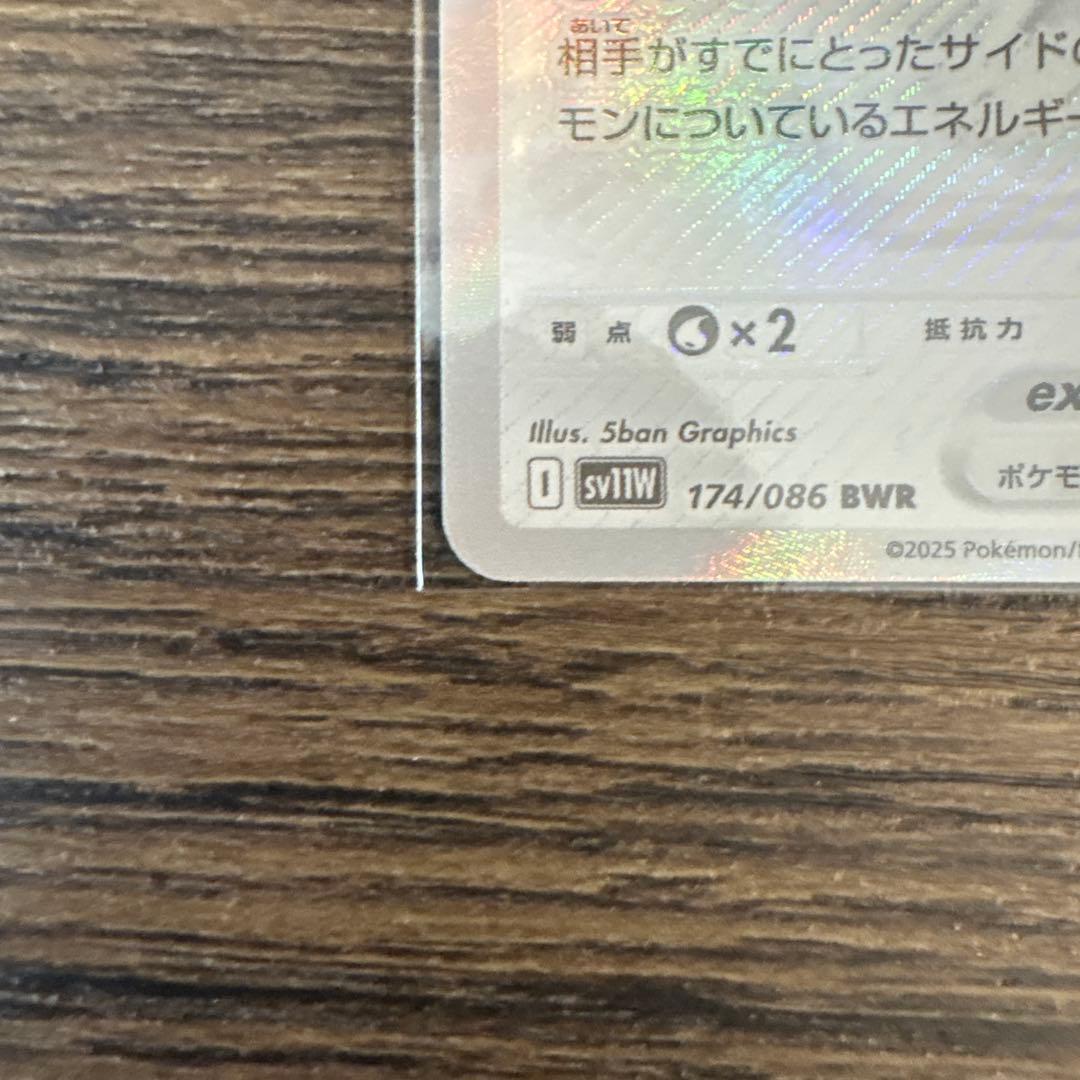 あいて
相手がすでにとったサイド
モンについているエネルギー
弱点 ×2 抵抗力
ex
Illus. 5ban Graphics
ポケモ
I sv11W 174/086 BWR
©2025 Pokémon/